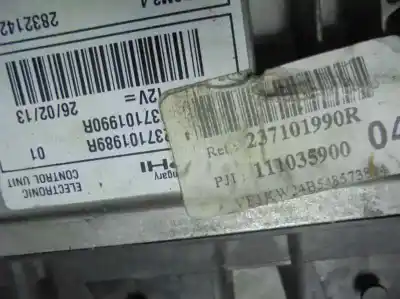 2832142
26/02/13
12V=
237101990R
237101989R
01
ELECTRONIC
CONTROL UNIT
Ref: 237101990R
PJI: 111035900
04